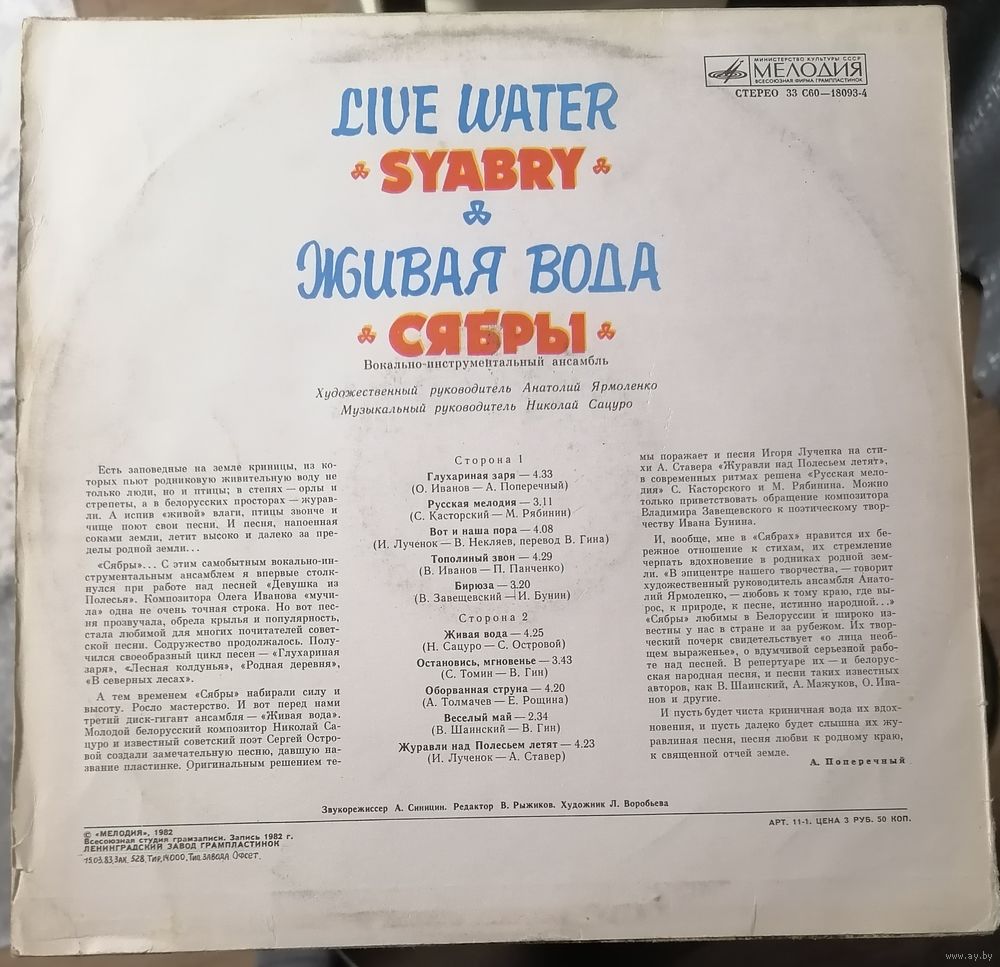 МИНИСТЕРСТВО КУЛЬТУРЫ СССР
МЕЛОДИЯ
ВСЕСОЮЗНАЯ ФИРМА ГРАМПЛАСТИНОК
СТЕРЕО 33 С60—18093-4
LIVE WATER
SYABRY
ЖИВАЯ ВОДА
СЯБРЫ
Вокально-инструментальный ансамбль
Художественный руководитель Анатолий Ярмоленко
Музыкальный руководитель Николай Сацуро
Есть заповедные на земле криницы, из ко-
торых пьют родниковую живительную воду не
только люди, но и птицы; в степях — орлы и
стрепеты, а в белорусских просторах — журав-
ли. А испив «живой» влаги, птицы звонче и
чище поют свои песни. И песня, напоенная
соками земли, летит высоко и далеко за пре-
делы родной земли...
«Сябры»... С этим самобытным вокально-ин-
струментальным ансамблем я впервые столк-
нулся при работе над песней «Девушка из
Полесья». Композитора Олега Иванова «мучи-
ла» одна не очень точная строка. Но вот пес-
ня прозвучала, обрела крылья и популярность,
стала любимой для многих почитателей совет-
ской песни. Содружество продолжалось. Полу-
чился своеобразный цикл песен — «Глухариная
заря», «Лесная колдунья», «Родная деревня»,
«В северных лесах».
А тем временем «Сябры» набирали силу и
высоту. Росло мастерство. И вот перед нами
третий диск-гигант ансамбля — «Живая вода».
Молодой белорусский композитор Николай Са-
цуро и известный советский поэт Сергей Остро-
вой создали замечательную песню, давшую на-
звание пластинке. Оригинальным решением те-
Сторона 1
Глухариная заря — 4.33
(О. Иванов — А. Поперечный)
Русская мелодия — 3.11
(С. Касторский — М. Рябинин)
Вот и наша пора — 4.08
(И. Лученок — В. Некляев, перевод В. Гина)
Тополиный звон — 4.29
(В. Иванов — П. Панченко)
Бирюза — 3.20
(В. Завещевский — И. Бунин)
Сторона 2
Живая вода — 4.25
(Н. Сацуро — С. Островой)
Остановись, мгновенье — 3.43
(С. Томин — В. Гин)
Оборванная струна — 4.20
(А. Толмачев — Е. Рощина)
Веселый май — 2.34
(В. Шаинский — В. Гин)
Журавли над Полесьем летят — 4.23
(И. Лученок — А. Ставер)
мы поражает и песня Игоря Лученка на сти-
хи А. Ставера «Журавли над Полесьем летят»,
в современных ритмах решена «Русская мело-
дия» С. Касторского и М. Рябинина. Можно
только приветствовать обращение композитора
Владимира Завещевского к поэтическому твор-
честву Ивана Бунина.
И, вообще, мне в «Сябрах» нравится их бе-
режное отношение к стихам, их стремление
черпать вдохновение в родниках родной зем-
ли. «В эпицентре нашего творчества, — говорит
художественный руководитель ансамбля Анато-
лий Ярмоленко, — любовь к тому краю, где вы-
рос, к природе, к песне, истинно народной...»
«Сябры» любимы в Белоруссии и широко из-
вестны у нас в стране и за рубежом. Их твор-
ческий почерк свидетельствует «о лица необ-
щем выраженье», о вдумчивой серьезной рабо-
те над песней. В репертуаре их — и белорус-
ская народная песня, и песни таких известных
авторов, как В. Шаинский, А. Мажуков, О. Ива-
нов и другие.
И пусть будет чиста криничная вода их вдох-
новения, и пусть далеко будет слышна их жу-
равлиная песня, песня любви к родному краю,
к священной отчей земле.
А. Поперечный
Звукорежиссер А. Синицин. Редактор В. Рыжиков. Художник Л. Воробьева
© «МЕЛОДИЯ», 1982
Всесоюзная студия грамзаписи. Запись 1982 г.
ЛЕНИНГРАДСКИЙ ЗАВОД ГРАМПЛАСТИНОК
15.03.83, Зак. 528, Тир. 14000, Тип. ЗАВОДА Офсет.
АРТ. 11-1. ЦЕНА 3 РУБ. 50 КОП.
www.ay.by